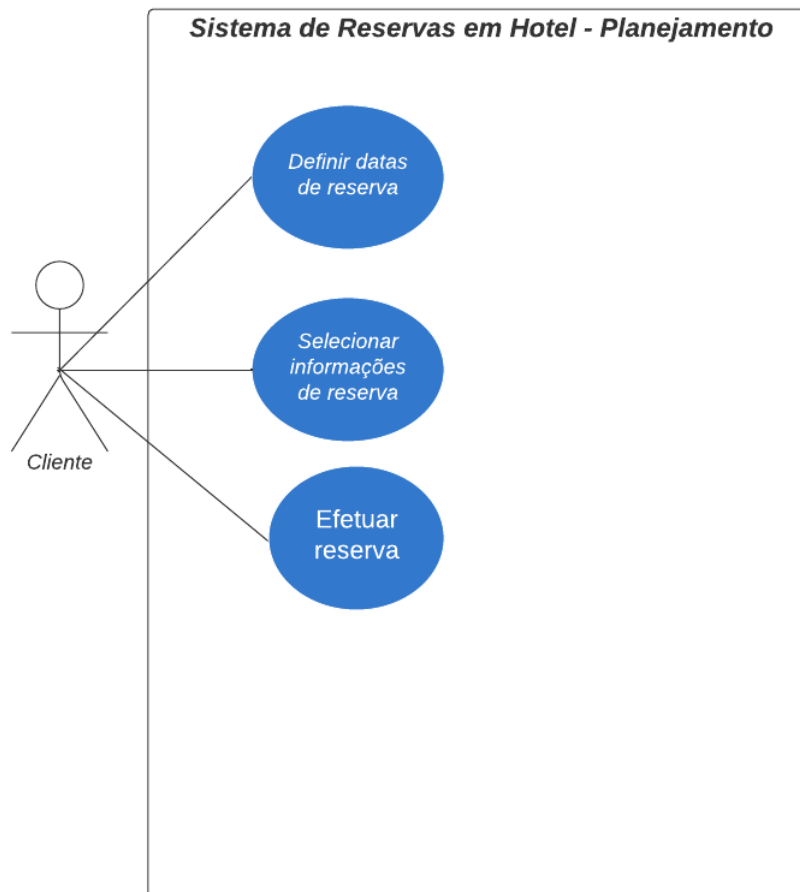 Sistema de Reservas em Hotel - Planejamento
Definir datas
de reserva
Selecionar
informações
de reserva
Cliente
Efetuar
reserva